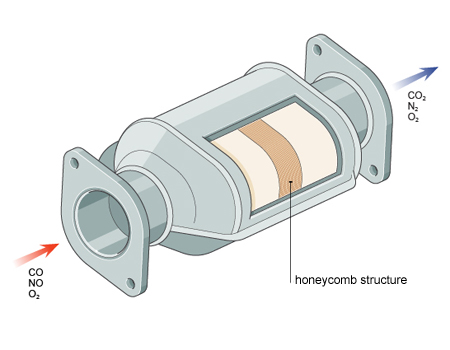 CO₂
N₂
O₂
honeycomb structure
CO
NO
O₂